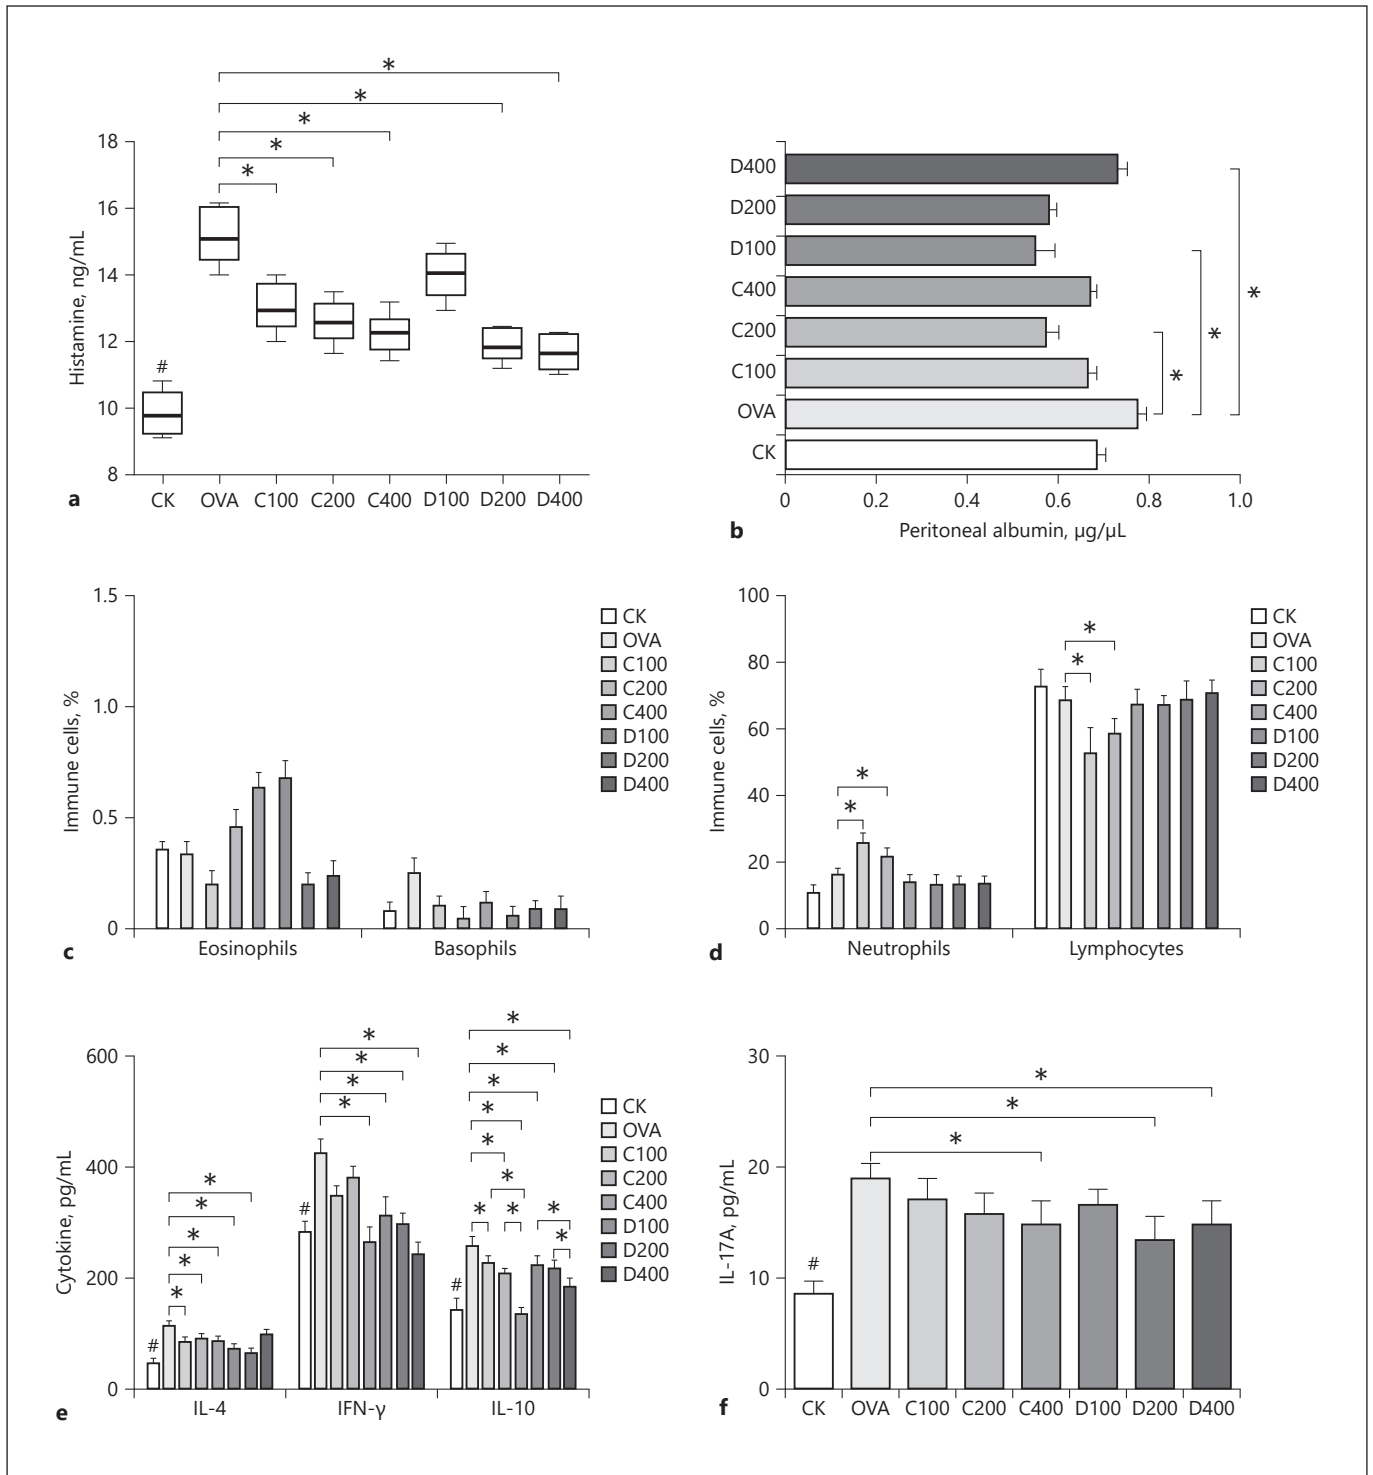 *
*
*
*
*
18
16
14
12
10
8
Histamine, ng/mL
#
CK OVA C100 C200 C400 D100 D200 D400
a
D400
D200
D100
C400
C200
C100
OVA
CK
*
*
*
0 0.2 0.4 0.6 0.8 1.0
Peritoneal albumin, µg/µL
b
1.5
1.0
0.5
0
Immune cells, %
CK
OVA
C100
C200
C400
D100
D200
D400
Eosinophils Basophils
c
100
80
60
40
20
0
Immune cells, %
*
*
*
*
CK
OVA
C100
C200
C400
D100
D200
D400
Neutrophils Lymphocytes
d
600
400
200
0
Cytokine, pg/mL
#
*
*
*
*
*
#
*
*
*
*
#
*
*
*
*
*
*
*
*
*
*
CK
OVA
C100
C200
C400
D100
D200
D400
IL-4 IFN-γ IL-10
e
30
20
10
0
IL-17A, pg/mL
#
*
*
*
CK OVA C100 C200 C400 D100 D200 D400
f